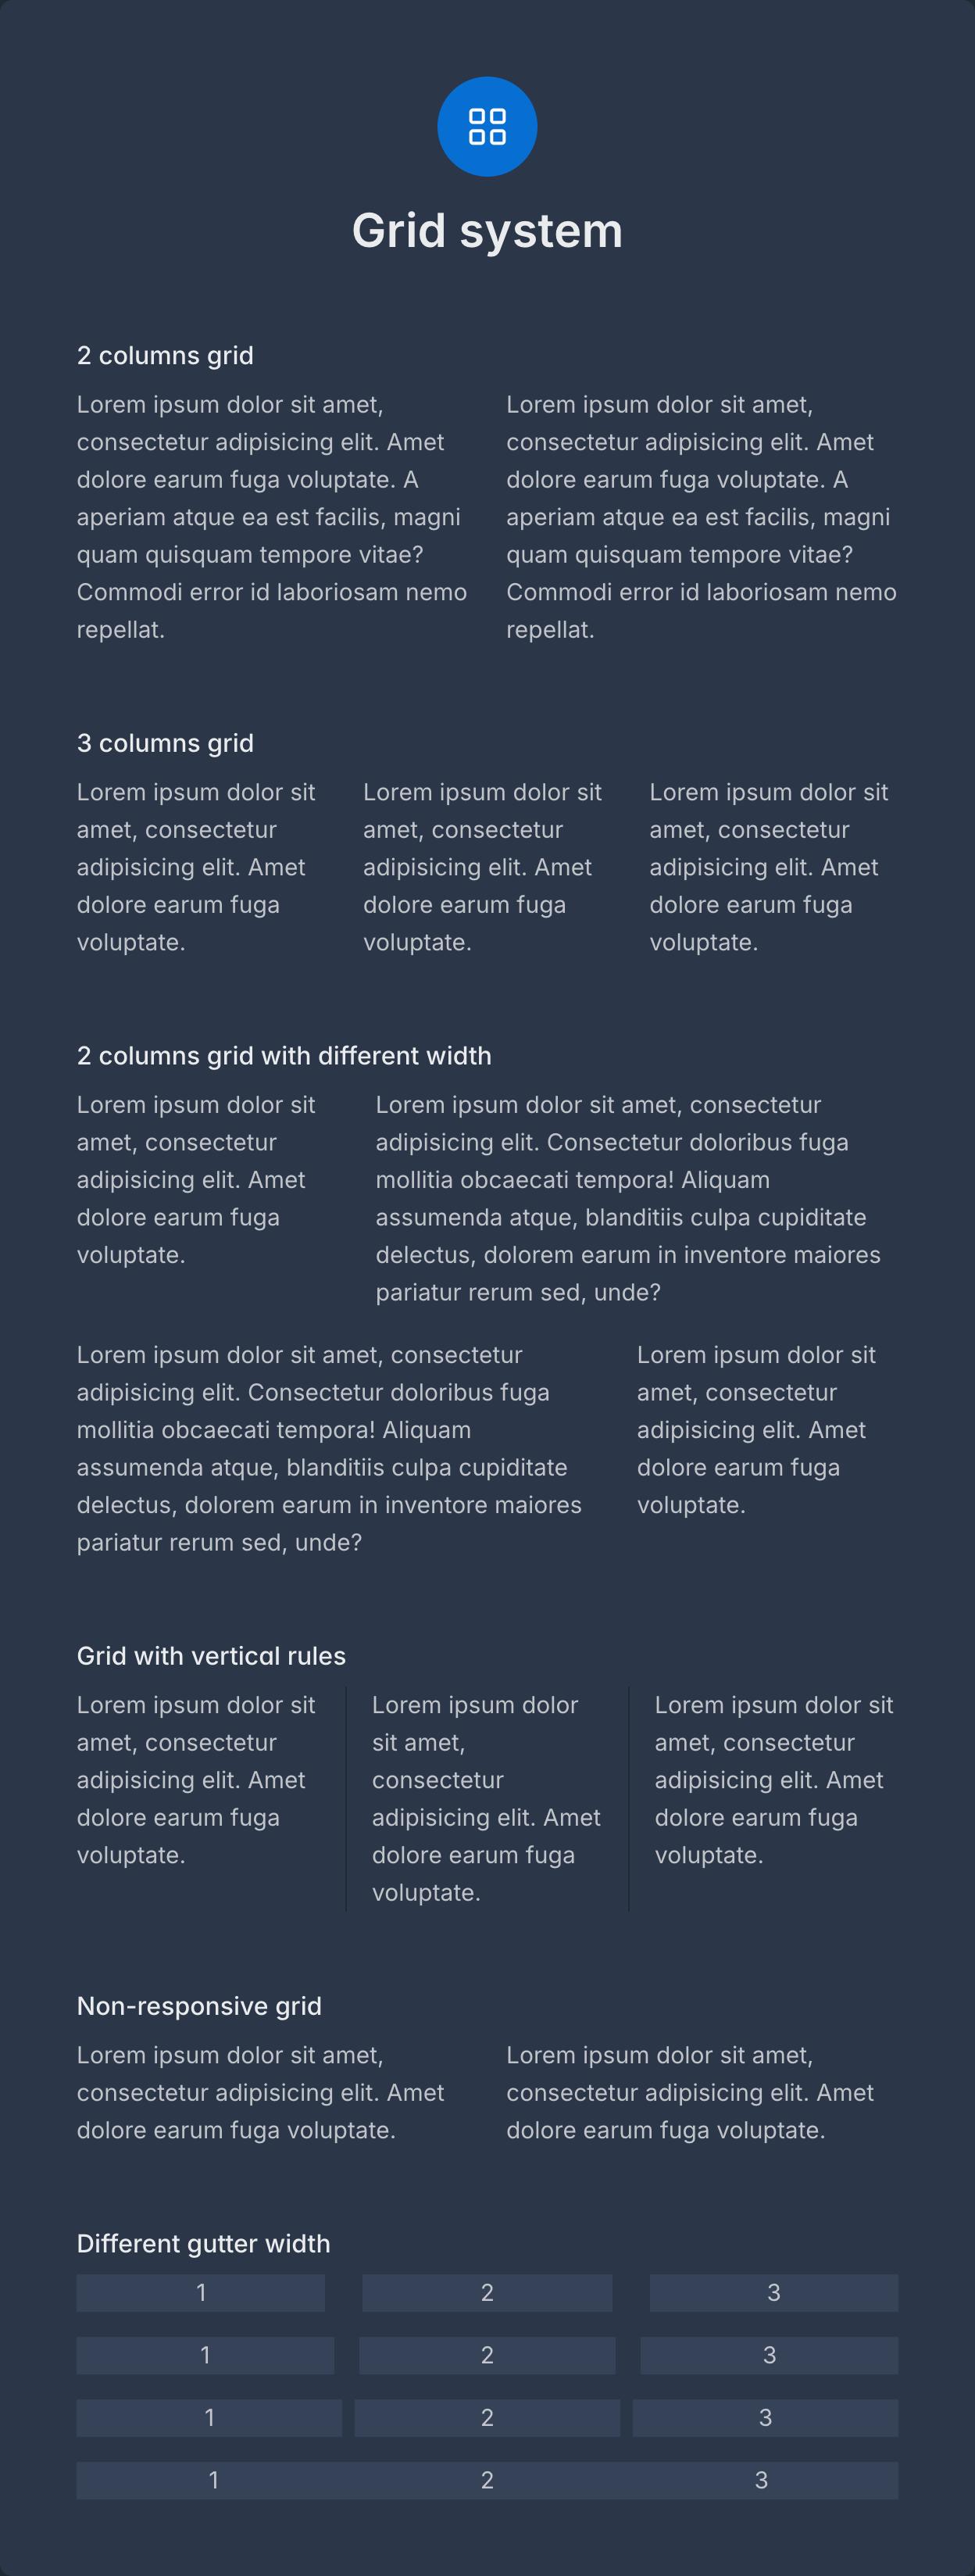 Grid system
2 columns grid
Lorem ipsum dolor sit amet,
consectetur adipisicing elit. Amet
dolore earum fuga voluptate. A
aperiam atque ea est facilis, magni
quam quisquam tempore vitae?
Commodi error id laboriosam nemo
repellat.
Lorem ipsum dolor sit amet,
consectetur adipisicing elit. Amet
dolore earum fuga voluptate. A
aperiam atque ea est facilis, magni
quam quisquam tempore vitae?
Commodi error id laboriosam nemo
repellat.
3 columns grid
Lorem ipsum dolor sit
amet, consectetur
adipisicing elit. Amet
dolore earum fuga
voluptate.
Lorem ipsum dolor sit
amet, consectetur
adipisicing elit. Amet
dolore earum fuga
voluptate.
Lorem ipsum dolor sit
amet, consectetur
adipisicing elit. Amet
dolore earum fuga
voluptate.
2 columns grid with different width
Lorem ipsum dolor sit
amet, consectetur
adipisicing elit. Amet
dolore earum fuga
voluptate.
Lorem ipsum dolor sit amet, consectetur
adipisicing elit. Consectetur doloribus fuga
mollitia obcaecati tempora! Aliquam
assumenda atque, blanditiis culpa cupiditate
delectus, dolorem earum in inventore maiores
pariatur rerum sed, unde?
Lorem ipsum dolor sit amet, consectetur
adipisicing elit. Consectetur doloribus fuga
mollitia obcaecati tempora! Aliquam
assumenda atque, blanditiis culpa cupiditate
delectus, dolorem earum in inventore maiores
pariatur rerum sed, unde?
Lorem ipsum dolor sit
amet, consectetur
adipisicing elit. Amet
dolore earum fuga
voluptate.
Grid with vertical rules
Lorem ipsum dolor sit
amet, consectetur
adipisicing elit. Amet
dolore earum fuga
voluptate.
Lorem ipsum dolor
sit amet,
consectetur
adipisicing elit. Amet
dolore earum fuga
voluptate.
Lorem ipsum dolor sit
amet, consectetur
adipisicing elit. Amet
dolore earum fuga
voluptate.
Non-responsive grid
Lorem ipsum dolor sit amet,
consectetur adipisicing elit. Amet
dolore earum fuga voluptate.
Lorem ipsum dolor sit amet,
consectetur adipisicing elit. Amet
dolore earum fuga voluptate.
Different gutter width
1 2 3
1 2 3
1 2 3
1 2 3